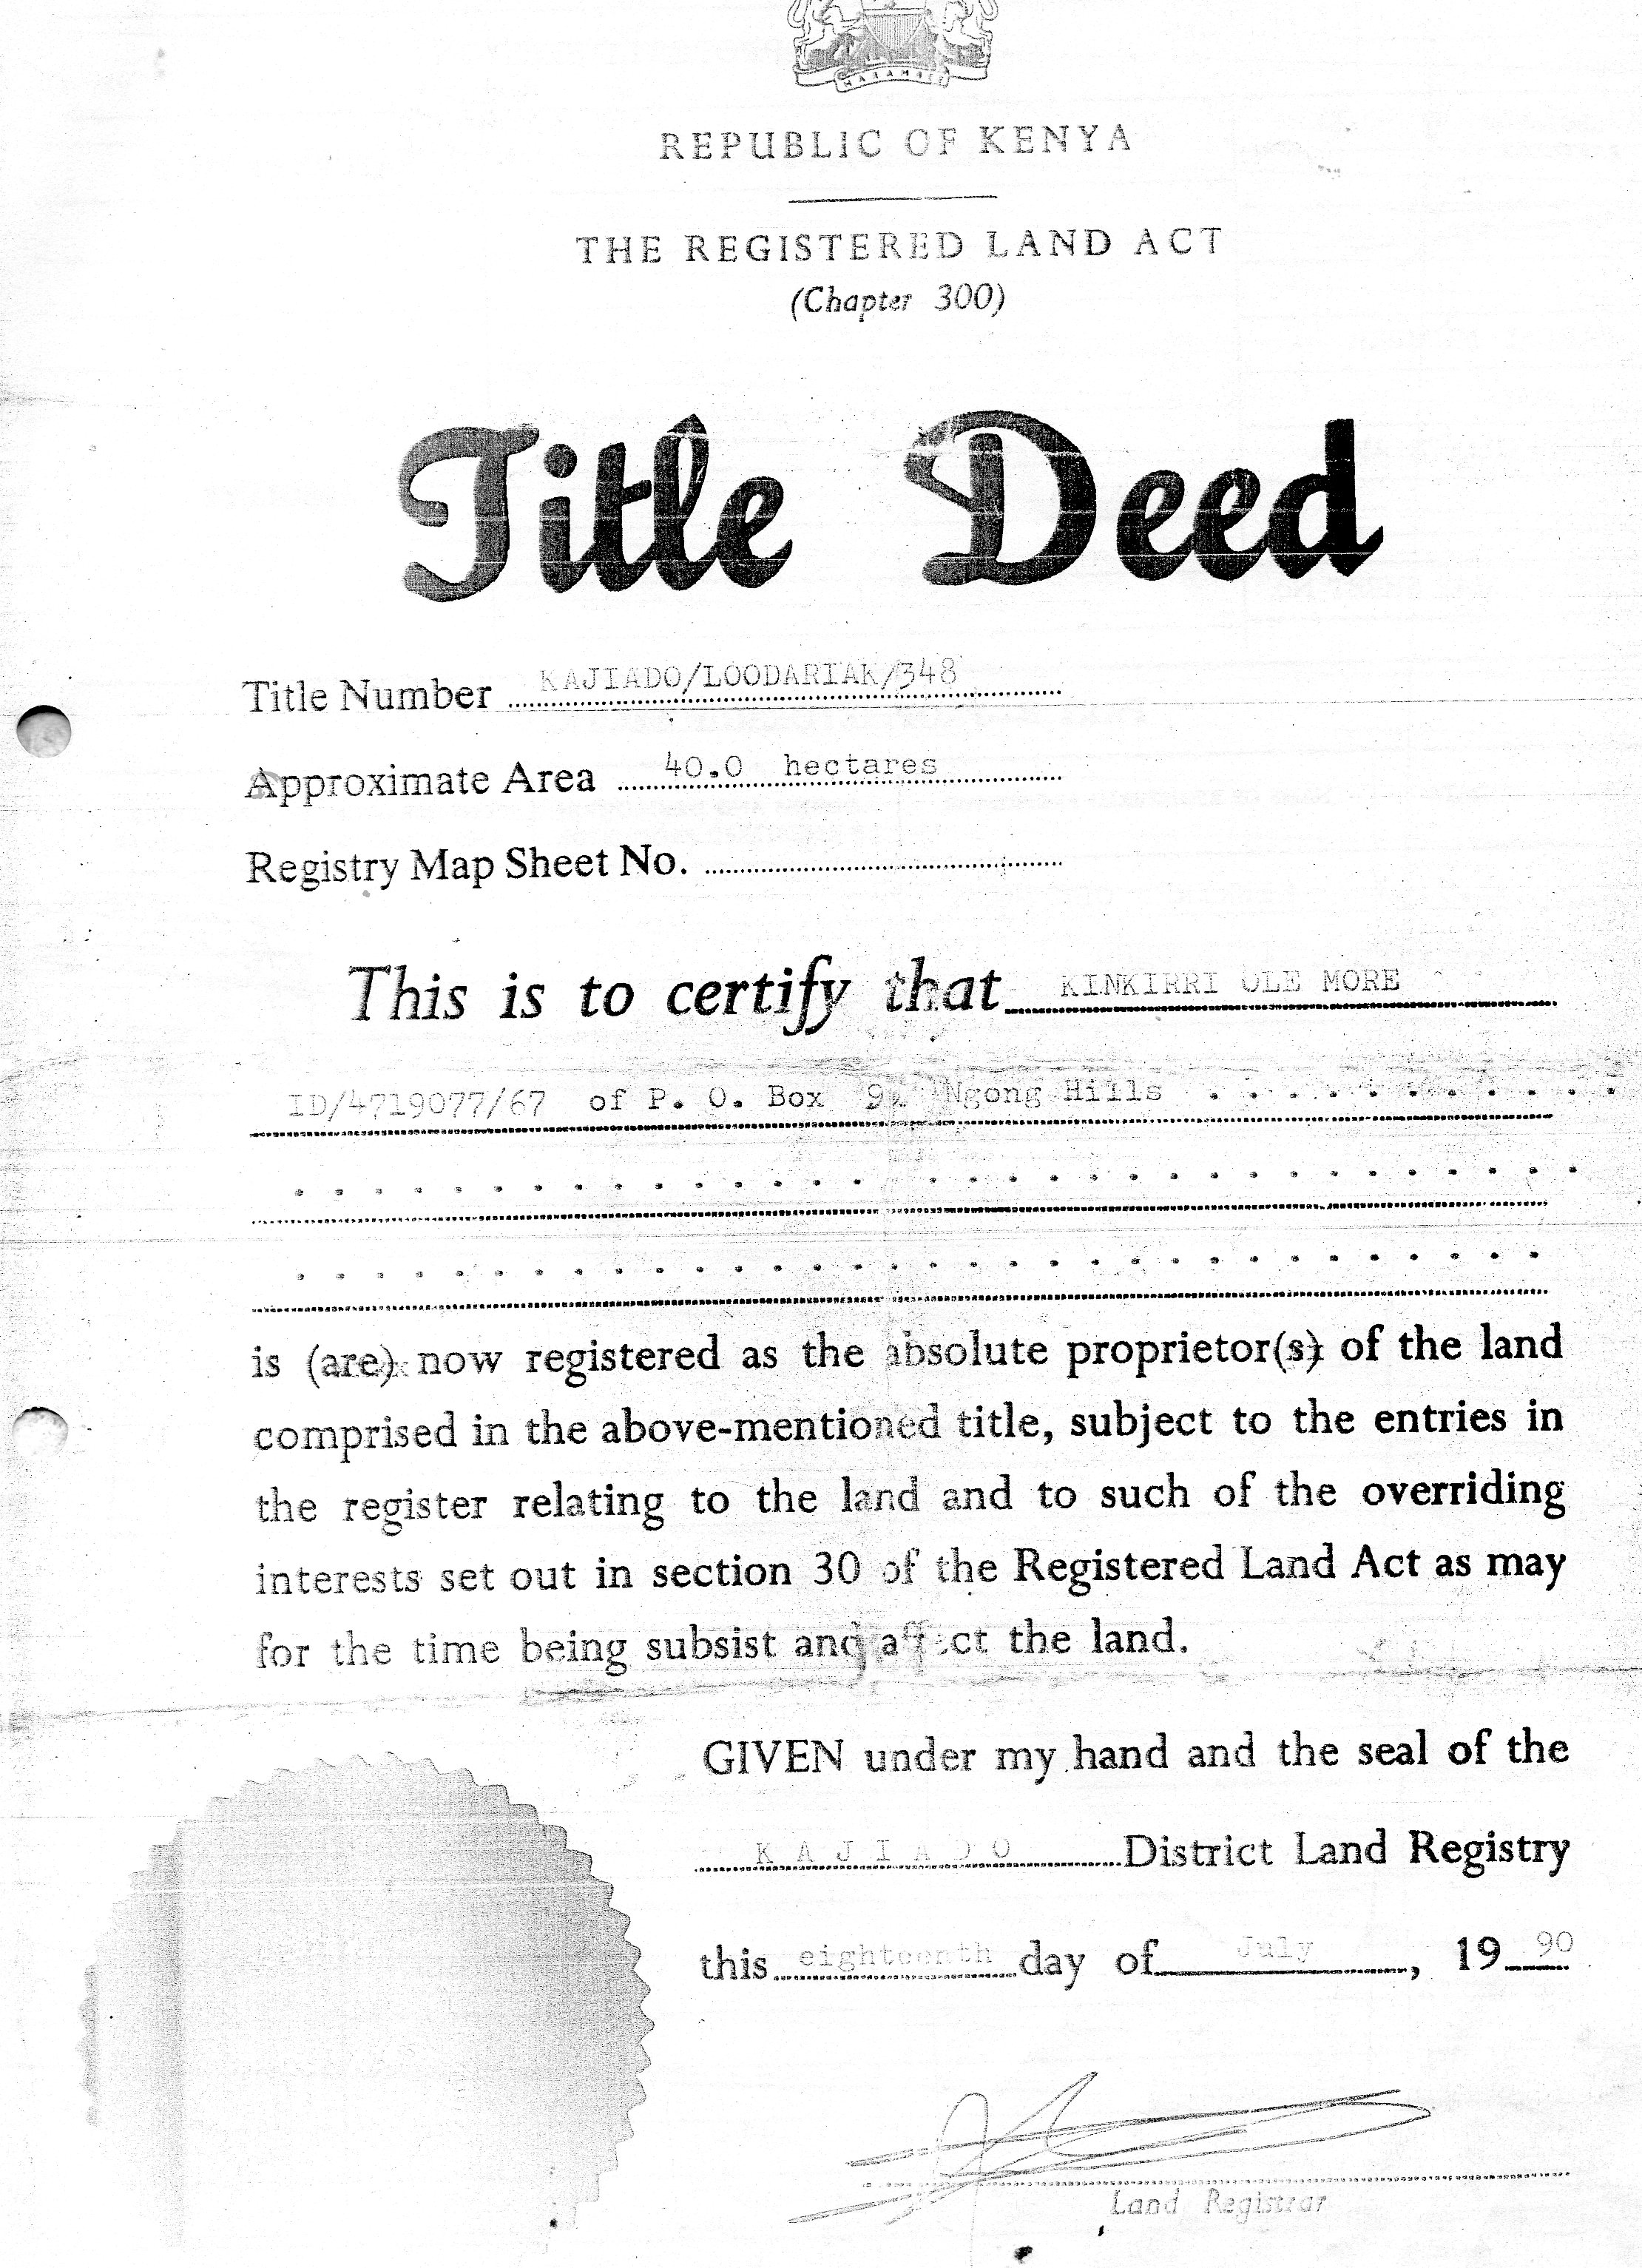 HARAMBEE
REPUBLIC OF KENYA
THE REGISTERED LAND ACT
(Chapter 300)
Title Deed
Title Number KAJIADO/LOODARIAK/348
Approximate Area 40.0 hectares
Registry Map Sheet No.
This is to certify that KINKIRRI OLE MORE
ID/4719077/67 of P. O. Box Ngong Hills
is (are) now registered as the absolute proprietor(s) of the land
comprised in the above-mentioned title, subject to the entries in
the register relating to the land and to such of the overriding
interests set out in section 30 of the Registered Land Act as may
for the time being subsist and affect the land.
GIVEN under my hand and the seal of the
KAJIADO District Land Registry
this eighteenth day of July, 19 90
Land Registrar